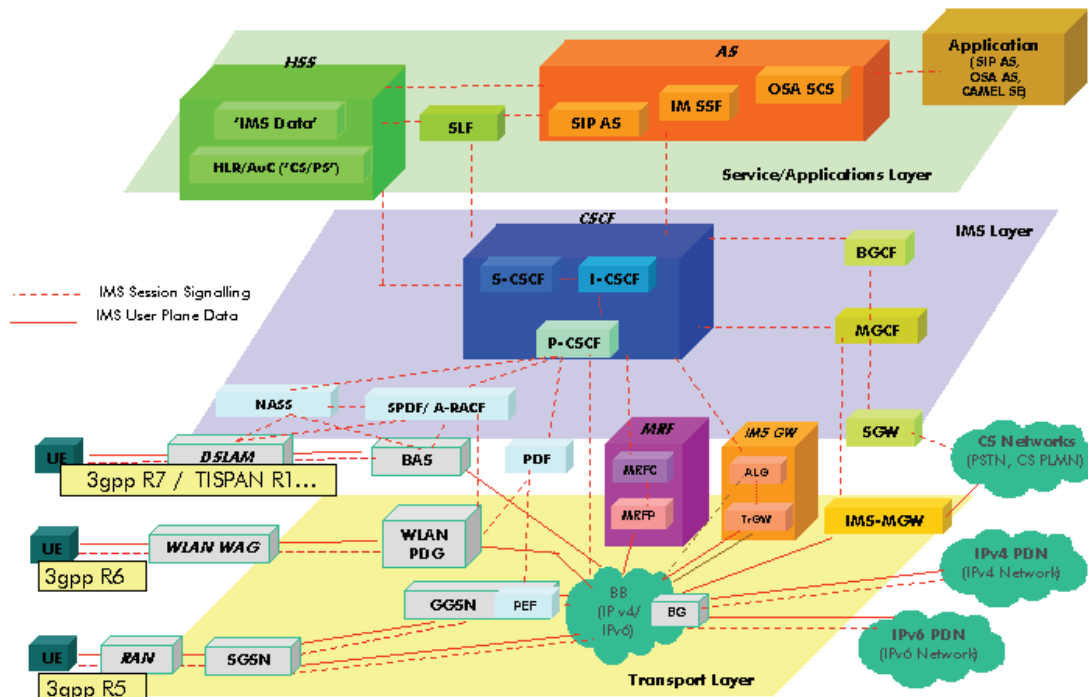 HSS
AS
Application
(SIP AS,
OSA AS,
CAMEL SE)
'IMS Data'
HLR/AuC ('CS/PS')
SLF
SIP AS
IM SSF
OSA SCS
Service/Applications Layer
CSCF
IMS Layer
S-CSCF
I-CSCF
P-CSCF
BGCF
MGCF
IMS Session Signalling
IMS User Plane Data
NASS
SPDF/ A-RACF
SGW
MRF
IMS GW
CS Networks
(PSTN, CS PLMN)
UE
DSLAM
BAS
PDF
MRFC
ALG
3gpp R7 / TISPAN R1...
MRFP
TrGW
IMS-MGW
UE
WLAN WAG
WLAN
PDG
3gpp R6
IPv4 PDN
(IPv4 Network)
GGSN
PEF
BB
(IP v4/
IPv6)
BG
IPv6 PDN
(IPv6 Network)
UE
RAN
SGSN
3gpp R5
Transport Layer